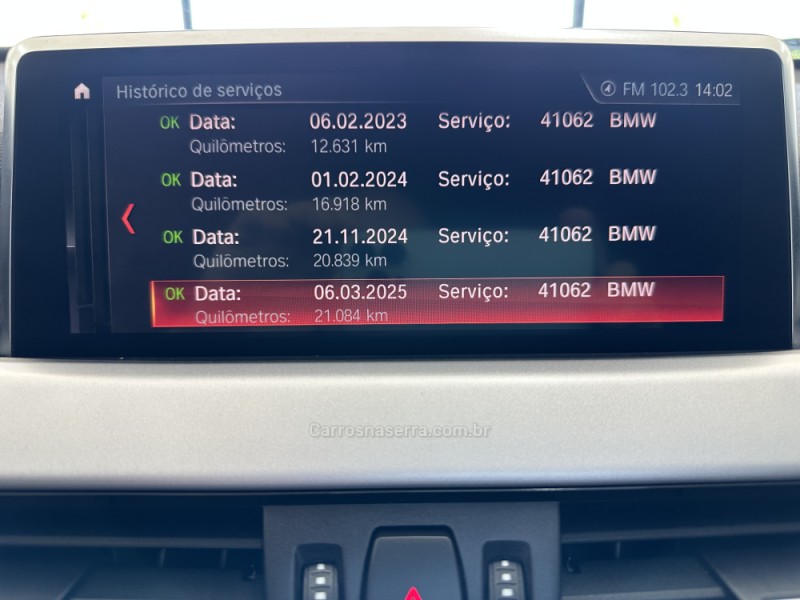 Histórico de serviços FM 102.3 14:02
OK Data: 06.02.2023 Serviço: 41062 BMW
Quilômetros: 12.631 km
OK Data: 01.02.2024 Serviço: 41062 BMW
Quilômetros: 16.918 km
OK Data: 21.11.2024 Serviço: 41062 BMW
Quilômetros: 20.839 km
OK Data: 06.03.2025 Serviço: 41062 BMW
Quilômetros: 21.084 km
Carrosnaserra.com.br